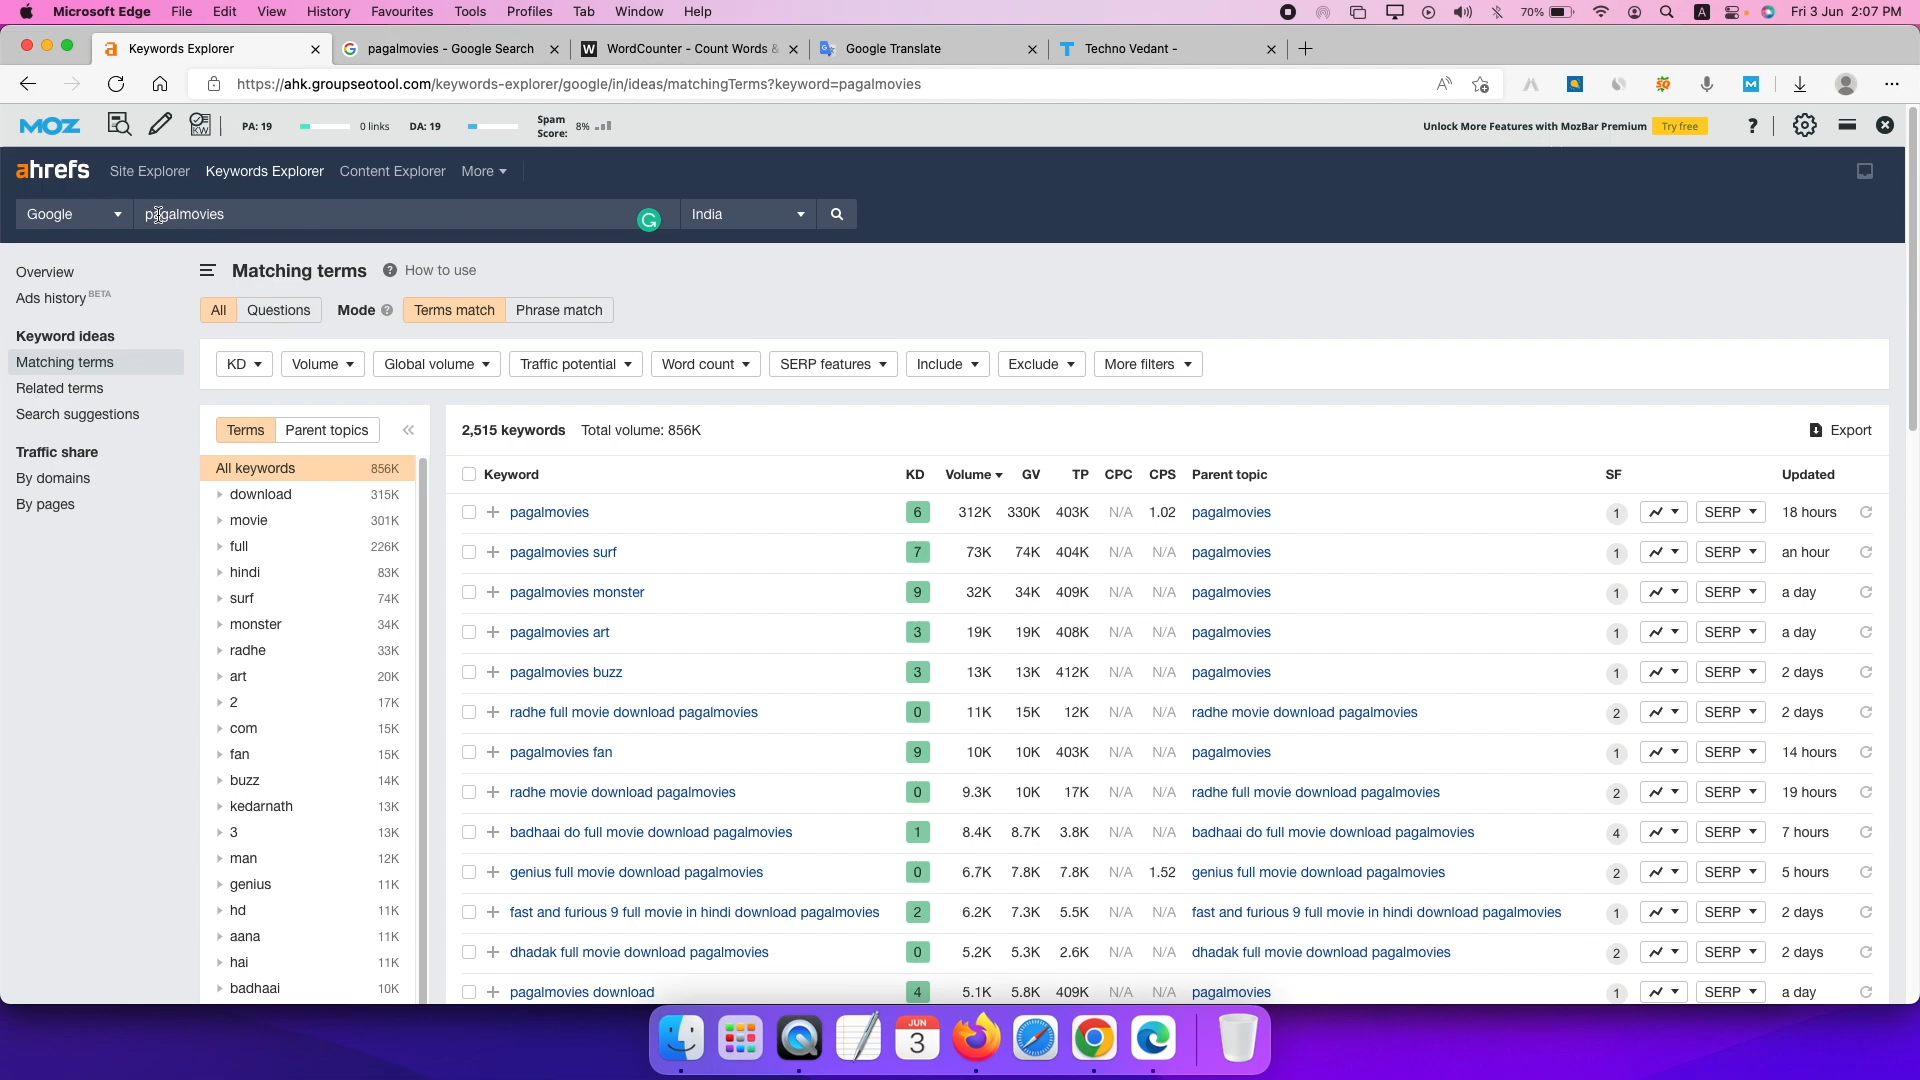 Microsoft Edge File Edit View History Favourites Tools Profiles Tab Window Help 70% A Fri 3 Jun 2:07 PM
Keywords Explorer pagalmovies - Google Search WordCounter - Count Words & Google Translate Techno Vedant -
https://ahk.groupseotool.com/keywords-explorer/google/in/ideas/matchingTerms?keyword=pagalmovies
MOZ KW PA: 19 0 links DA: 19 Spam Score: 8% Unlock More Features with MozBar Premium Try free ?
ahrefs Site Explorer Keywords Explorer Content Explorer More
Google pagalmovies India
Overview
Ads history BETA
Keyword ideas
Matching terms
Related terms
Search suggestions
Traffic share
By domains
By pages
Matching terms ? How to use
All Questions Mode ? Terms match Phrase match
KD Volume Global volume Traffic potential Word count SERP features Include Exclude More filters
Terms Parent topics
All keywords 856K
download 315K
movie 301K
full 226K
hindi 83K
surf 74K
monster 34K
radhe 33K
art 20K
2 17K
com 15K
fan 15K
buzz 14K
kedarnath 13K
3 13K
man 12K
genius 11K
hd 11K
aana 11K
hai 11K
badhaai 10K
2,515 keywords Total volume: 856K Export
Keyword KD Volume GV TP CPC CPS Parent topic SF Updated
pagalmovies 6 312K 330K 403K N/A 1.02 pagalmovies 1 SERP 18 hours
pagalmovies surf 7 73K 74K 404K N/A N/A pagalmovies 1 SERP an hour
pagalmovies monster 9 32K 34K 409K N/A N/A pagalmovies 1 SERP a day
pagalmovies art 3 19K 19K 408K N/A N/A pagalmovies 1 SERP a day
pagalmovies buzz 3 13K 13K 412K N/A N/A pagalmovies 1 SERP 2 days
radhe full movie download pagalmovies 0 11K 15K 12K N/A N/A radhe movie download pagalmovies 2 SERP 2 days
pagalmovies fan 9 10K 10K 403K N/A N/A pagalmovies 1 SERP 14 hours
radhe movie download pagalmovies 0 9.3K 10K 17K N/A N/A radhe full movie download pagalmovies 2 SERP 19 hours
badhaai do full movie download pagalmovies 1 8.4K 8.7K 3.8K N/A N/A badhaai do full movie download pagalmovies 4 SERP 7 hours
genius full movie download pagalmovies 0 6.7K 7.8K 7.8K N/A 1.52 genius full movie download pagalmovies 2 SERP 5 hours
fast and furious 9 full movie in hindi download pagalmovies 2 6.2K 7.3K 5.5K N/A N/A fast and furious 9 full movie in hindi download pagalmovies 1 SERP 2 days
dhadak full movie download pagalmovies 0 5.2K 5.3K 2.6K N/A N/A dhadak full movie download pagalmovies 2 SERP 2 days
pagalmovies download 4 5.1K 5.8K 409K N/A N/A pagalmovies 1 SERP a day
JUN
3